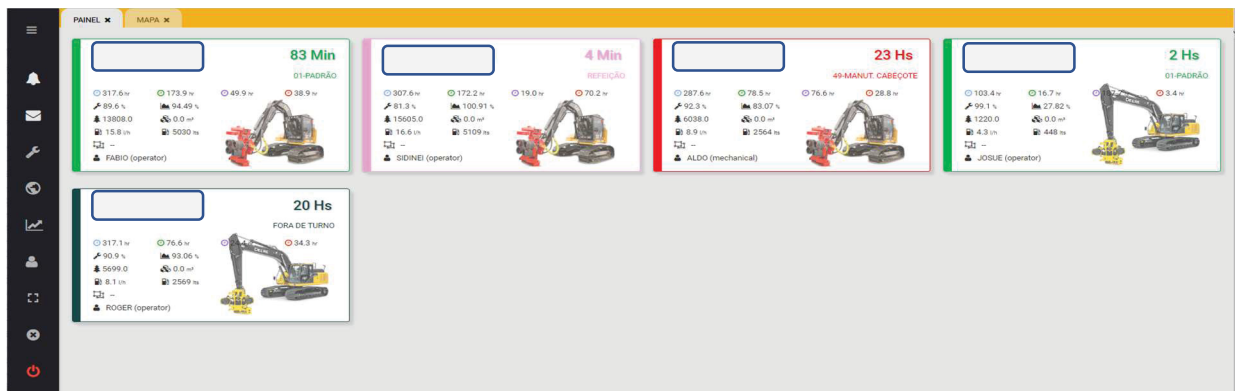 PAINEL ✖ MAPA ✖
83 Min
01-PADRÃO
317.6 hr 173.9 hr 49.9 hr 38.9 hr
89.6 % 94.49 %
13808.0 0.0 m³
15.8 l/h 5030 lts
--
FABIO (operator)
4 Min
REFEIÇÃO
307.6 hr 172.2 hr 19.0 hr 70.2 hr
81.3 % 100.91 %
15605.0 0.0 m³
16.6 l/h 5109 lts
--
SIDINEI (operator)
23 Hs
49-MANUT. CABEÇOTE
287.6 hr 78.5 hr 76.6 hr 28.8 hr
92.3 % 83.07 %
6038.0 0.0 m³
8.9 l/h 2564 lts
--
ALDO (mechanical)
2 Hs
01-PADRÃO
103.4 hr 16.7 hr 3.4 hr
99.1 % 27.82 %
1220.0 0.0 m³
4.3 l/h 448 lts
--
JOSUE (operator)
20 Hs
FORA DE TURNO
317.1 hr 76.6 hr 34.3 hr
90.9 % 93.06 %
5699.0 0.0 m³
8.1 l/h 2569 lts
--
ROGER (operator)